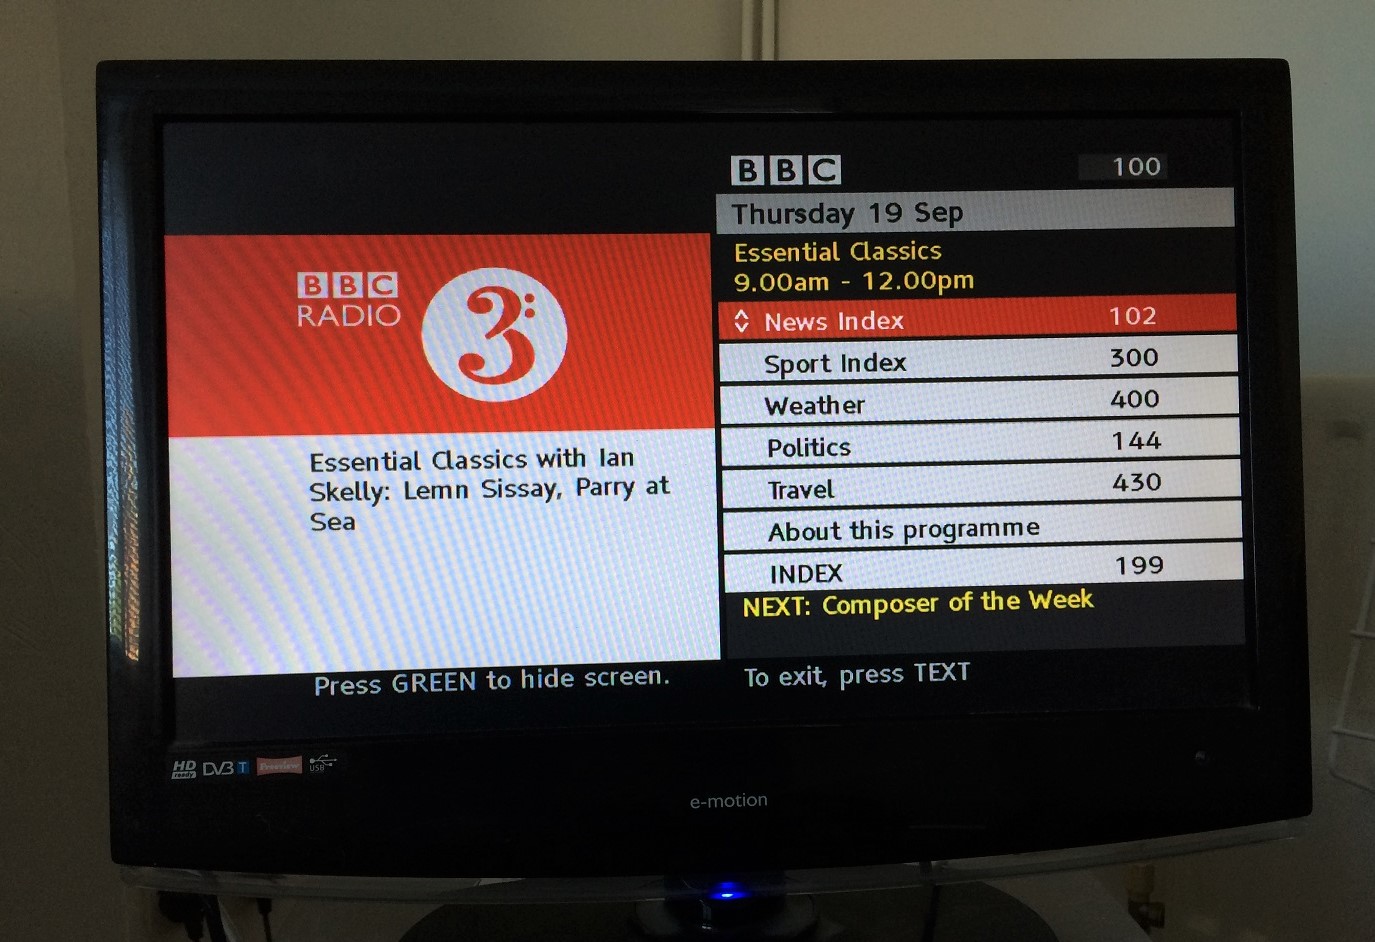 BBC 100
Thursday 19 Sep
Essential Classics
9.00am - 12.00pm
News Index 102
Sport Index 300
Weather 400
Politics 144
Travel 430
About this programme
INDEX 199
NEXT: Composer of the Week
BBC
RADIO
3
Essential Classics with Ian
Skelly: Lemn Sissay, Parry at
Sea
Press GREEN to hide screen.
To exit, press TEXT
HD
ready
DVB T
Freeview
USB
e-motion